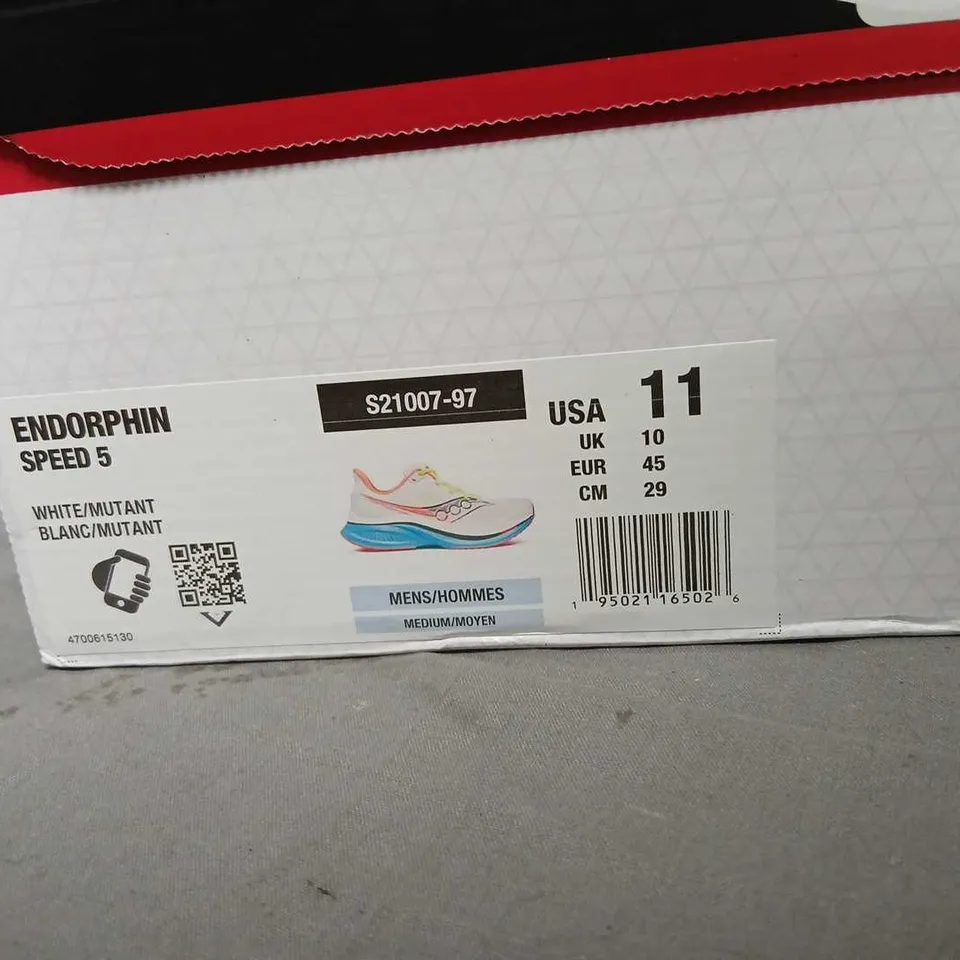 ENDORPHIN
SPEED 5
WHITE/MUTANT
BLANC/MUTANT
4700615130
S21007-97
MENS/HOMMES
MEDIUM/MOYEN
USA 11
UK 10
EUR 45
CM 29
1 95021 16502 6